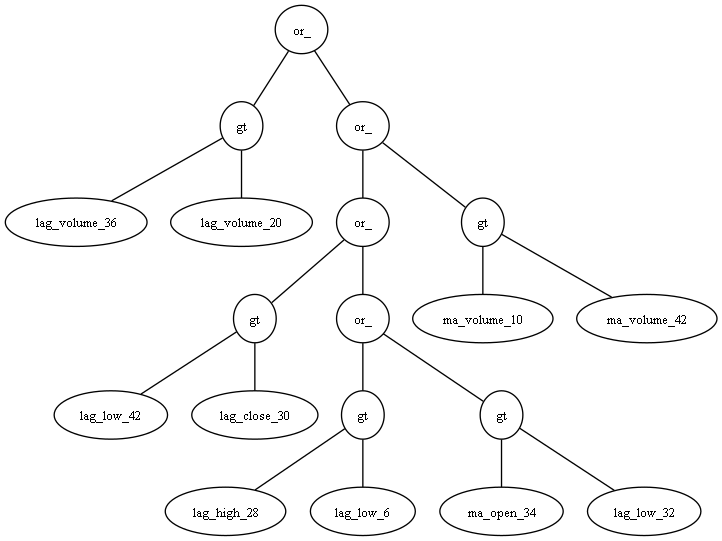 or_
gt
or_
lag_volume_36
lag_volume_20
or_
gt
gt
or_
ma_volume_10
ma_volume_42
lag_low_42
lag_close_30
gt
gt
lag_high_28
lag_low_6
ma_open_34
lag_low_32